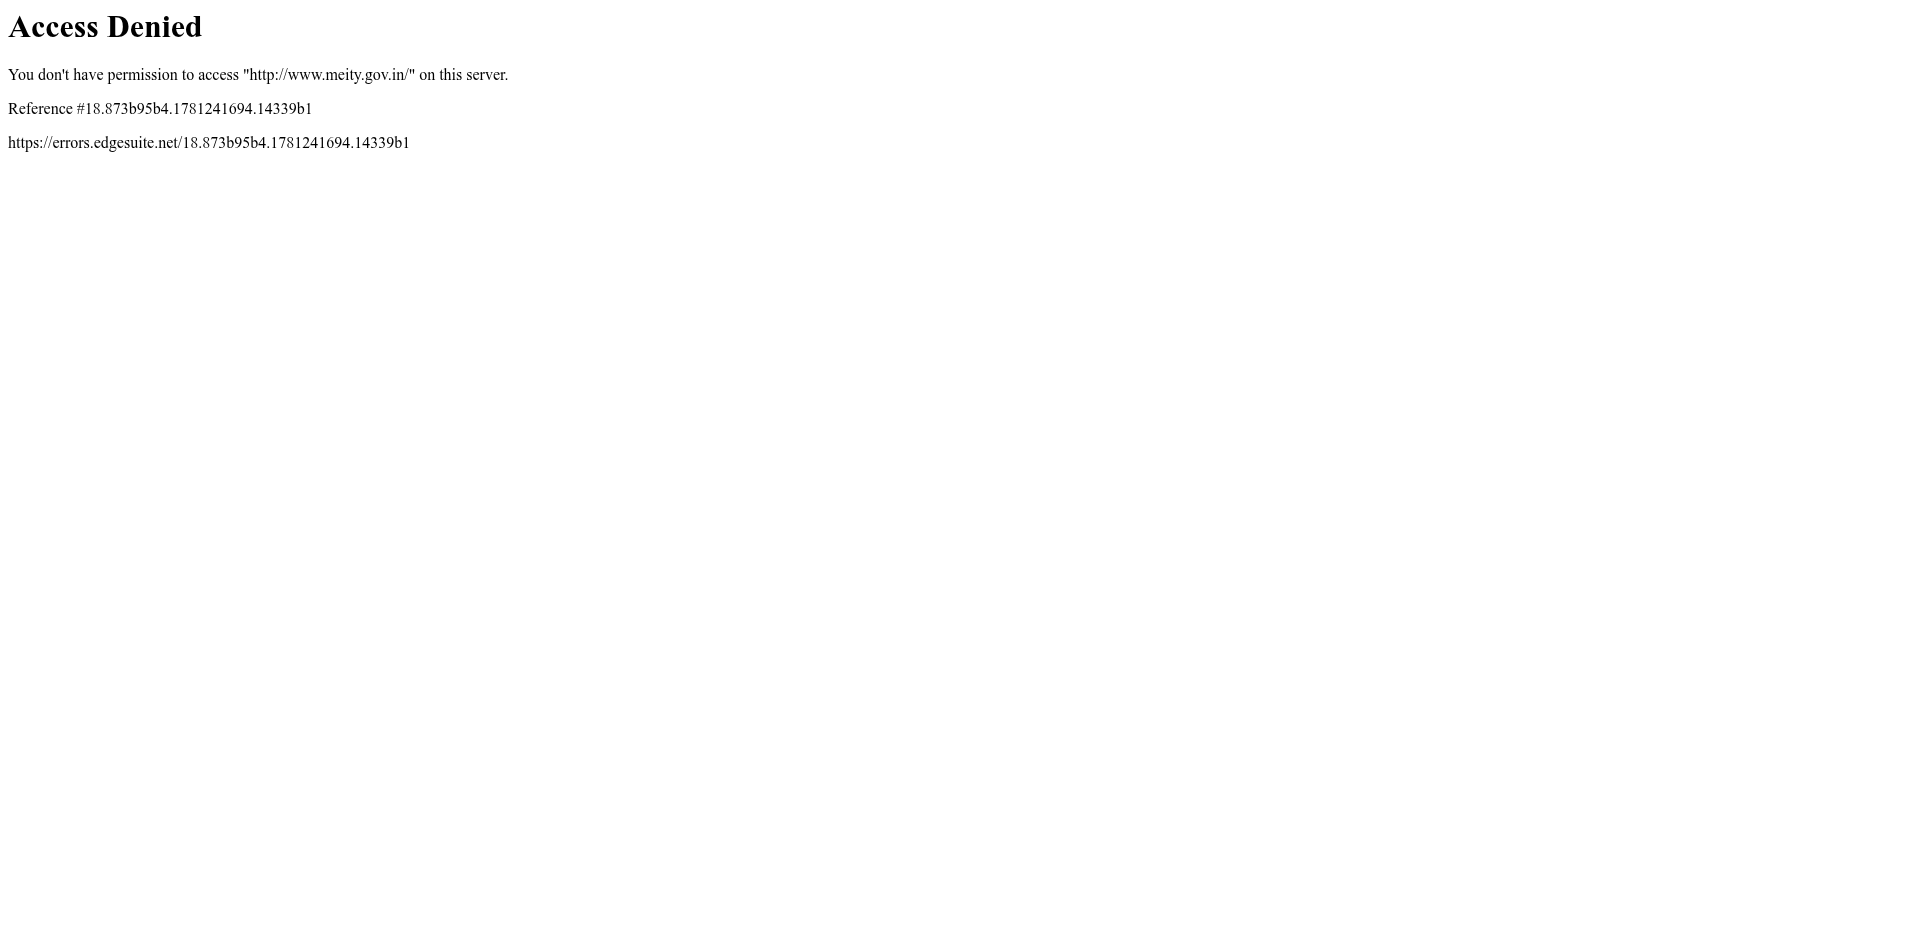 Access Denied
You don't have permission to access "http://www.meity.gov.in/" on this server.
Reference #18.873b95b4.1781241694.14339b1
https://errors.edgesuite.net/18.873b95b4.1781241694.14339b1